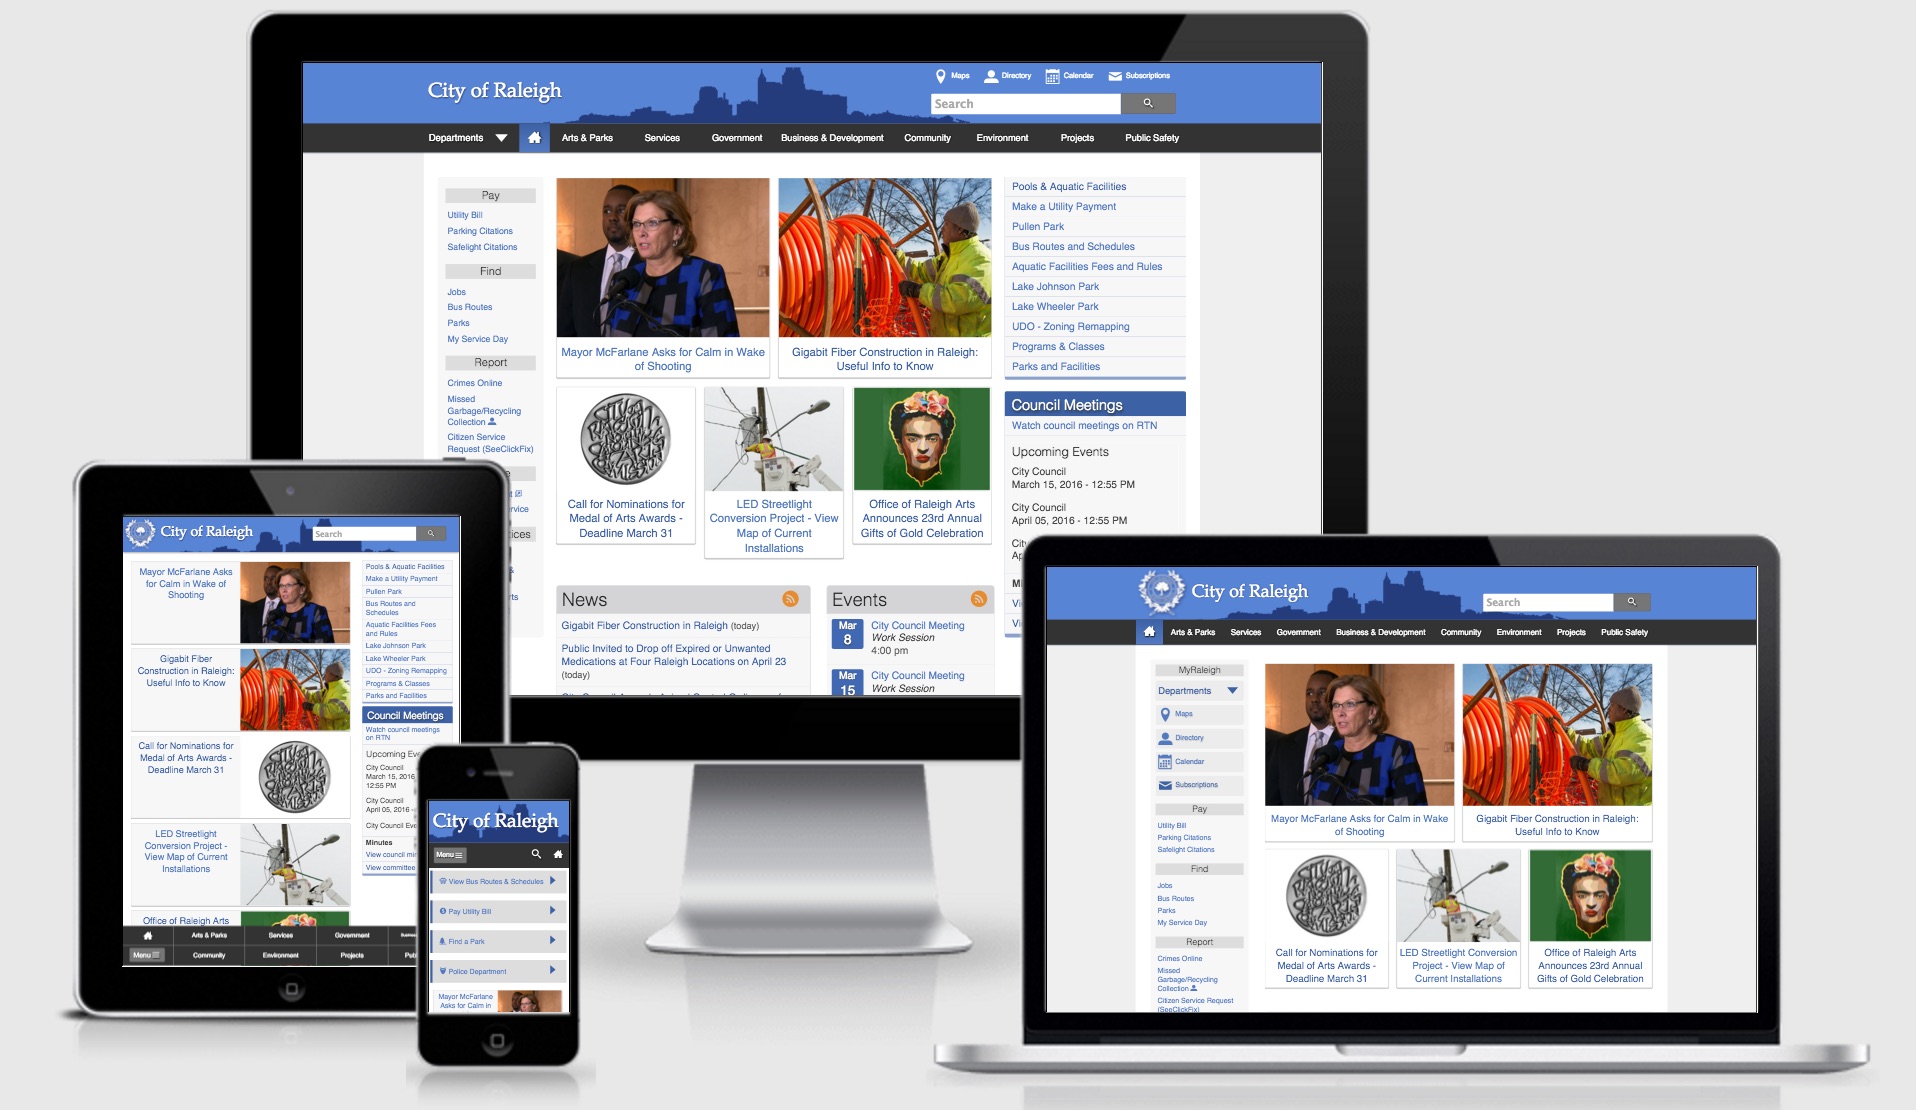 City of Raleigh
Maps Directory Calendar Subscriptions
Search
Departments Arts & Parks Services Government Business & Development Community Environment Projects Public Safety
Pay
Utility Bill
Parking Citations
Safelight Citations
Find
Jobs
Bus Routes
Parks
My Service Day
Report
Crimes Online
Missed
Garbage/Recycling
Collection
Citizen Service
Request (SeeClickFix)
Mayor McFarlane Asks for Calm in Wake
of Shooting
Gigabit Fiber Construction in Raleigh:
Useful Info to Know
Call for Nominations for
Medal of Arts Awards -
Deadline March 31
LED Streetlight
Conversion Project - View
Map of Current
Installations
Office of Raleigh Arts
Announces 23rd Annual
Gifts of Gold Celebration
News
Gigabit Fiber Construction in Raleigh (today)
Public Invited to Drop off Expired or Unwanted
Medications at Four Raleigh Locations on April 23
(today)
Events
Mar
8
City Council Meeting
Work Session
4:00 pm
Mar
15
City Council Meeting
Work Session
Pools & Aquatic Facilities
Make a Utility Payment
Pullen Park
Bus Routes and Schedules
Aquatic Facilities Fees and Rules
Lake Johnson Park
Lake Wheeler Park
UDO - Zoning Remapping
Programs & Classes
Parks and Facilities
Council Meetings
Watch council meetings on RTN
Upcoming Events
City Council
March 15, 2016 - 12:55 PM
City Council
April 05, 2016 - 12:55 PM
City of Raleigh
Search
Mayor McFarlane Asks
for Calm in Wake of
Shooting
Gigabit Fiber
Construction in Raleigh:
Useful Info to Know
Call for Nominations for
Medal of Arts Awards -
Deadline March 31
LED Streetlight
Conversion Project -
View Map of Current
Installations
Office of Raleigh Arts
Pools & Aquatic Facilities
Make a Utility Payment
Pullen Park
Bus Routes and
Schedules
Aquatic Facilities Fees
and Rules
Lake Johnson Park
Lake Wheeler Park
UDO - Zoning Remapping
Programs & Classes
Parks and Facilities
Council Meetings
Watch council meetings
on RTN
Upcoming
City Council
March 15, 2016
12:55 PM
City Council
April 05, 2016
City Council
Minutes
View council
View committee
Arts & Parks Services Government
Menu Community Environment Projects
City of Raleigh
Menu
View Bus Routes & Schedules
Pay Utility Bill
Find a Park
Police Department
Mayor McFarlane
Asks for Calm in
City of Raleigh
Search
Arts & Parks Services Government Business & Development Community Environment Projects Public Safety
MyRaleigh
Departments
Maps
Directory
Calendar
Subscriptions
Pay
Utility Bill
Parking Citations
Safelight Citations
Find
Jobs
Bus Routes
Parks
My Service Day
Report
Crimes Online
Missed
Garbage/Recycling
Collection
Citizen Service Request
(SeeClickFix)
Mayor McFarlane Asks for Calm in Wake
of Shooting
Gigabit Fiber Construction in Raleigh:
Useful Info to Know
Call for Nominations for
Medal of Arts Awards -
Deadline March 31
LED Streetlight Conversion
Project - View Map of
Current Installations
Office of Raleigh Arts
Announces 23rd Annual
Gifts of Gold Celebration